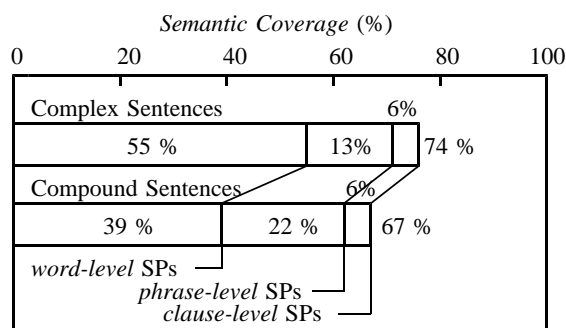 Semantic Coverage (%)
0 20 40 60 80 100
Complex Sentences 6%
55 % 13% 74 %
Compound Sentences 6%
39 % 22 % 67 %
word-level SPs
phrase-level SPs
clause-level SPs